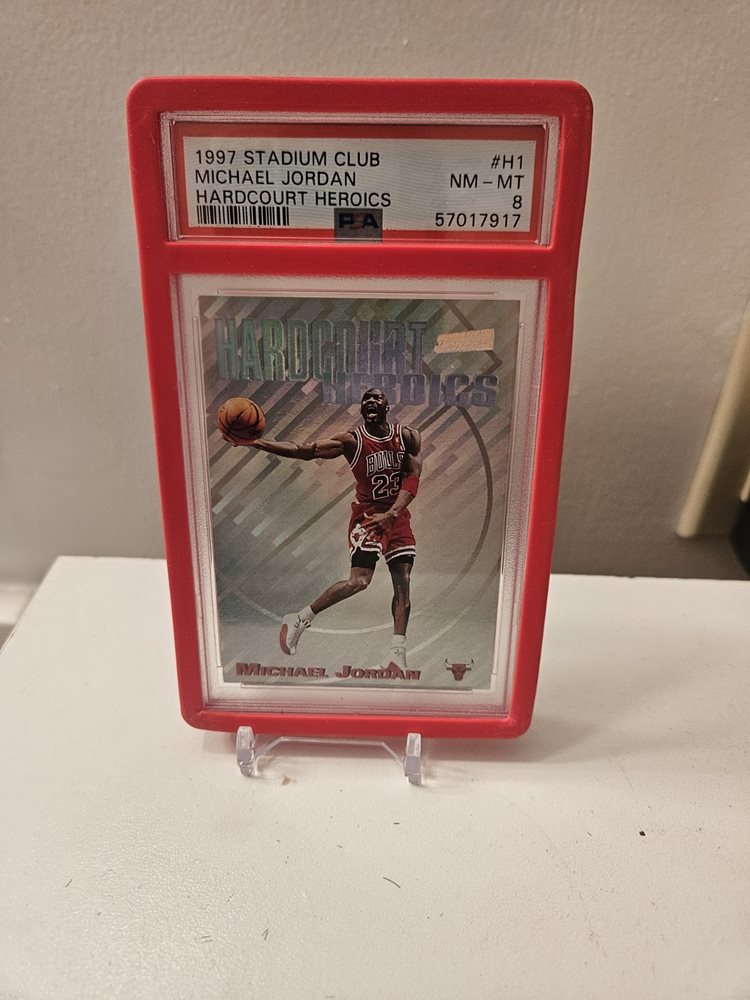 1997 STADIUM CLUB #H1
MICHAEL JORDAN NM - MT
HARDCOURT HEROICS 8
PSA 57017917
HARDCOURT
HEROICS
BULLS
23
MICHAEL JORDAN